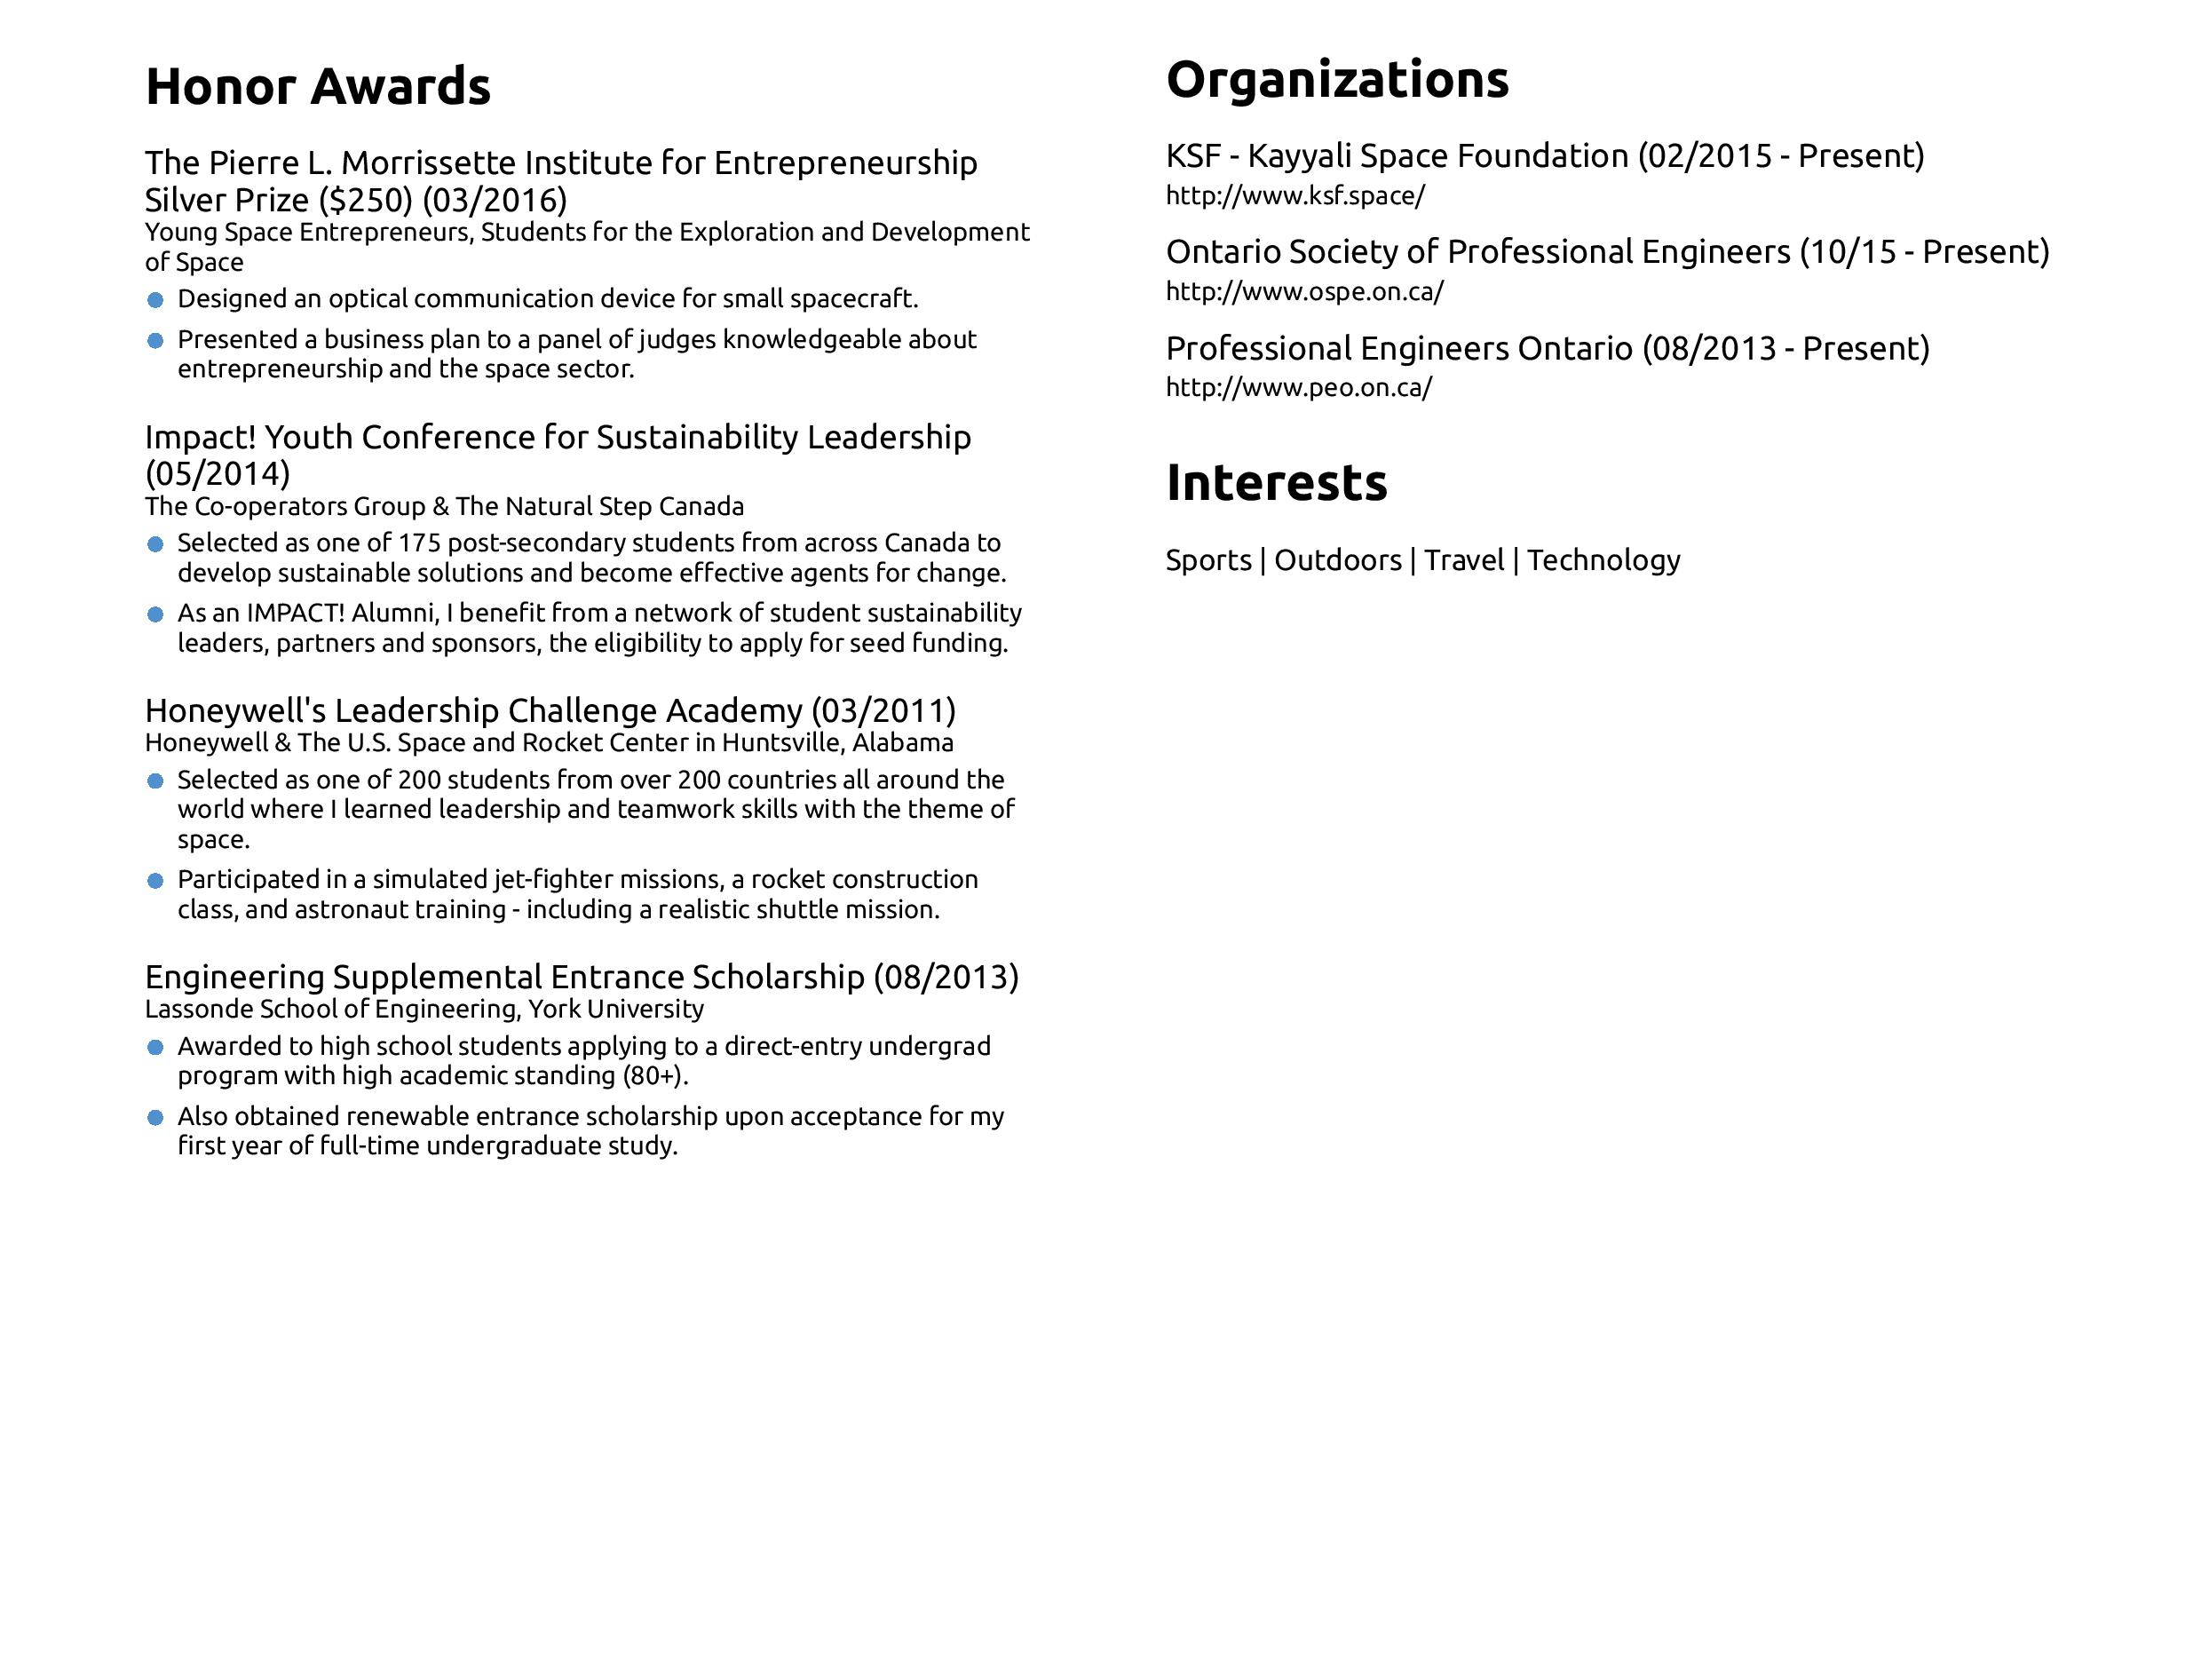 Honor Awards
The Pierre L. Morrissette Institute for Entrepreneurship
Silver Prize ($250) (03/2016)
Young Space Entrepreneurs, Students for the Exploration and Development
of Space
Designed an optical communication device for small spacecraft.
Presented a business plan to a panel of judges knowledgeable about
entrepreneurship and the space sector.
Impact! Youth Conference for Sustainability Leadership
(05/2014)
The Co-operators Group & The Natural Step Canada
Selected as one of 175 post-secondary students from across Canada to
develop sustainable solutions and become effective agents for change.
As an IMPACT! Alumni, I benefit from a network of student sustainability
leaders, partners and sponsors, the eligibility to apply for seed funding.
Honeywell's Leadership Challenge Academy (03/2011)
Honeywell & The U.S. Space and Rocket Center in Huntsville, Alabama
Selected as one of 200 students from over 200 countries all around the
world where I learned leadership and teamwork skills with the theme of
space.
Participated in a simulated jet-fighter missions, a rocket construction
class, and astronaut training - including a realistic shuttle mission.
Engineering Supplemental Entrance Scholarship (08/2013)
Lassonde School of Engineering, York University
Awarded to high school students applying to a direct-entry undergrad
program with high academic standing (80+).
Also obtained renewable entrance scholarship upon acceptance for my
first year of full-time undergraduate study.
Organizations
KSF - Kayyali Space Foundation (02/2015 - Present)
http://www.ksf.space/
Ontario Society of Professional Engineers (10/15 - Present)
http://www.ospe.on.ca/
Professional Engineers Ontario (08/2013 - Present)
http://www.peo.on.ca/
Interests
Sports | Outdoors | Travel | Technology